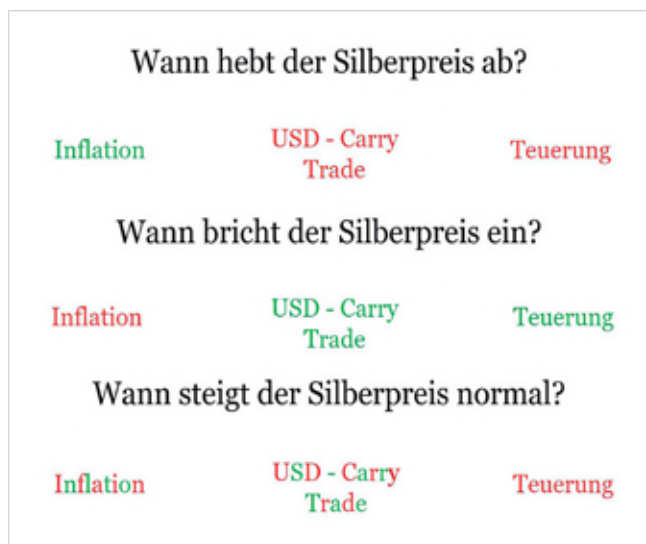 Wann hebt der Silberpreis ab?
Inflation
USD - Carry
Trade
Teuerung
Wann bricht der Silberpreis ein?
Inflation
USD - Carry
Trade
Teuerung
Wann steigt der Silberpreis normal?
Inflation
USD - Carry
Trade
Teuerung